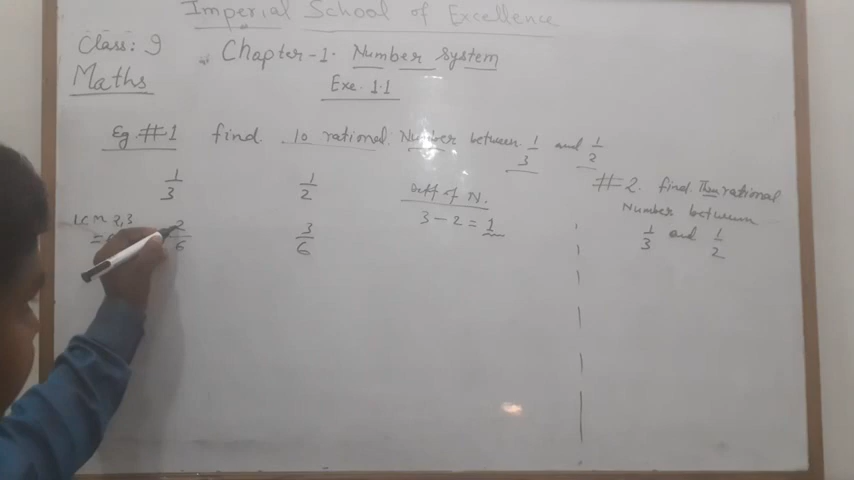 Imperial School of Excellence
Class: 9
Chapter-1. Number System
Maths
Exe. 1.1
Eg.#.1 find. 10 rational Number between 1/3 and 1/2
1/3 1/2
Diff of N.
3 - 2 = 1
LCM 2,3
=
2/6 3/6
#2. find Then rational
Number between
1/3 and 1/2